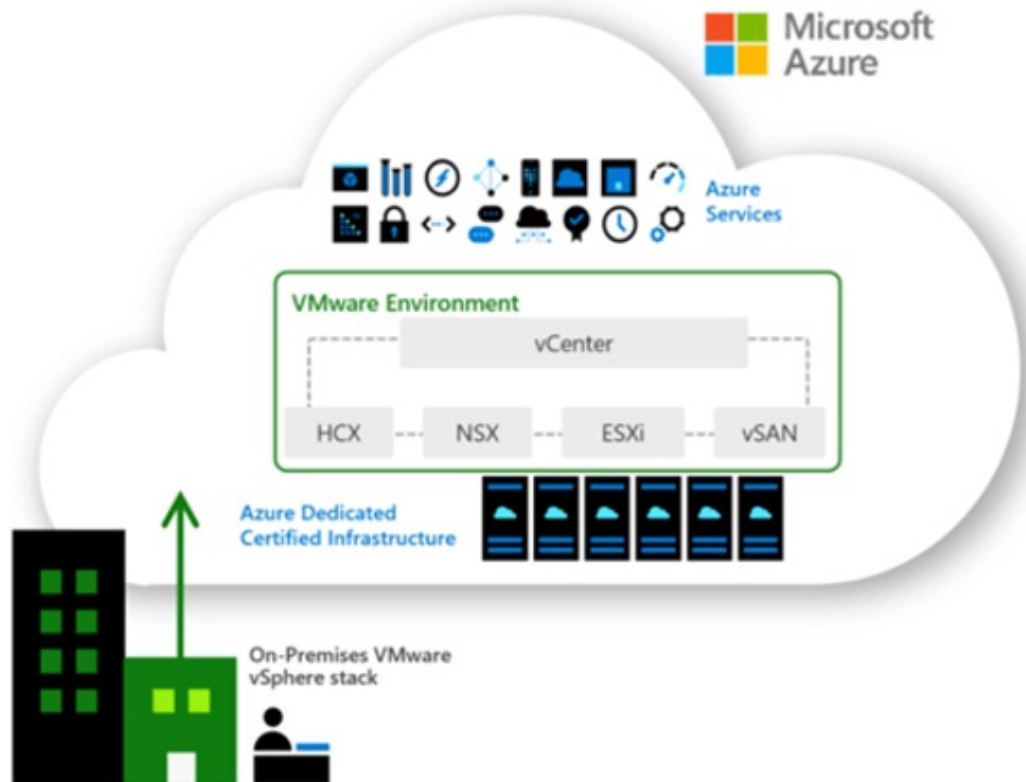 Microsoft
Azure
Azure
Services
VMware Environment
vCenter
HCX
NSX
ESXi
vSAN
Azure Dedicated
Certified Infrastructure
On-Premises VMware
vSphere stack